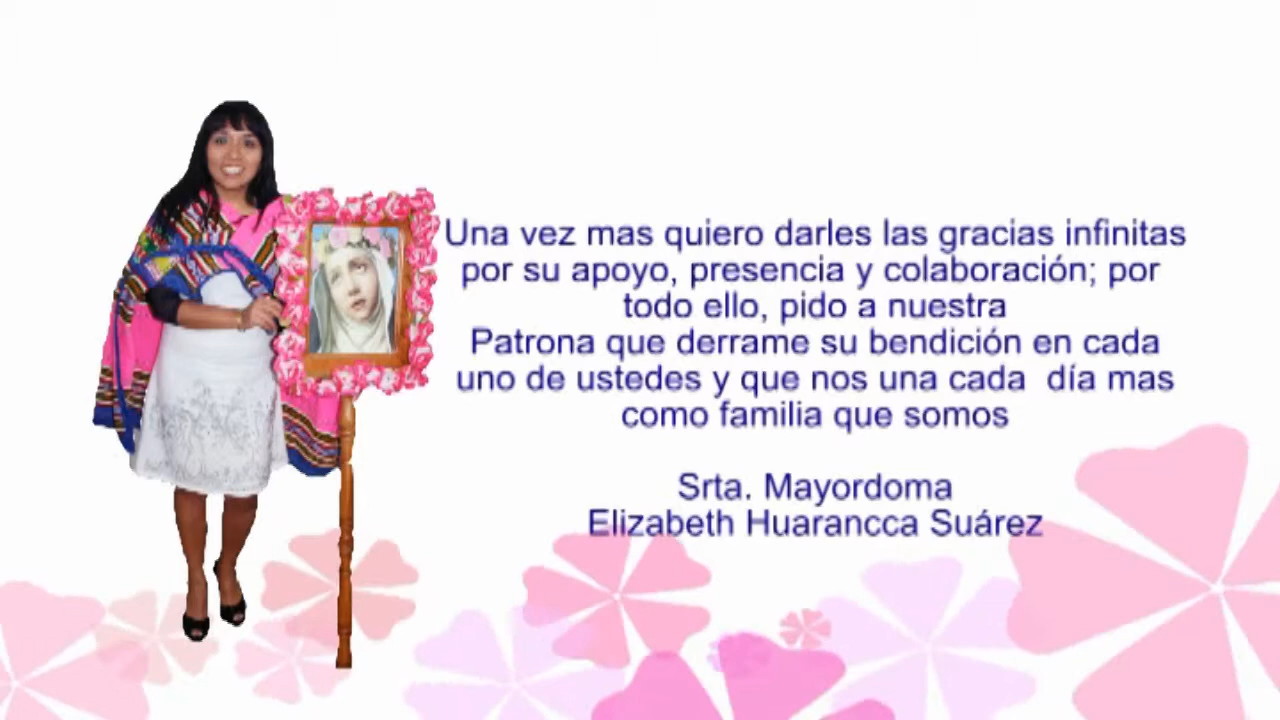 Una vez mas quiero darles las gracias infinitas
por su apoyo, presencia y colaboración; por
todo ello, pido a nuestra
Patrona que derrame su bendición en cada
uno de ustedes y que nos una cada  día mas
como familia que somos
Srta. Mayordoma
Elizabeth Huarancca Suárez